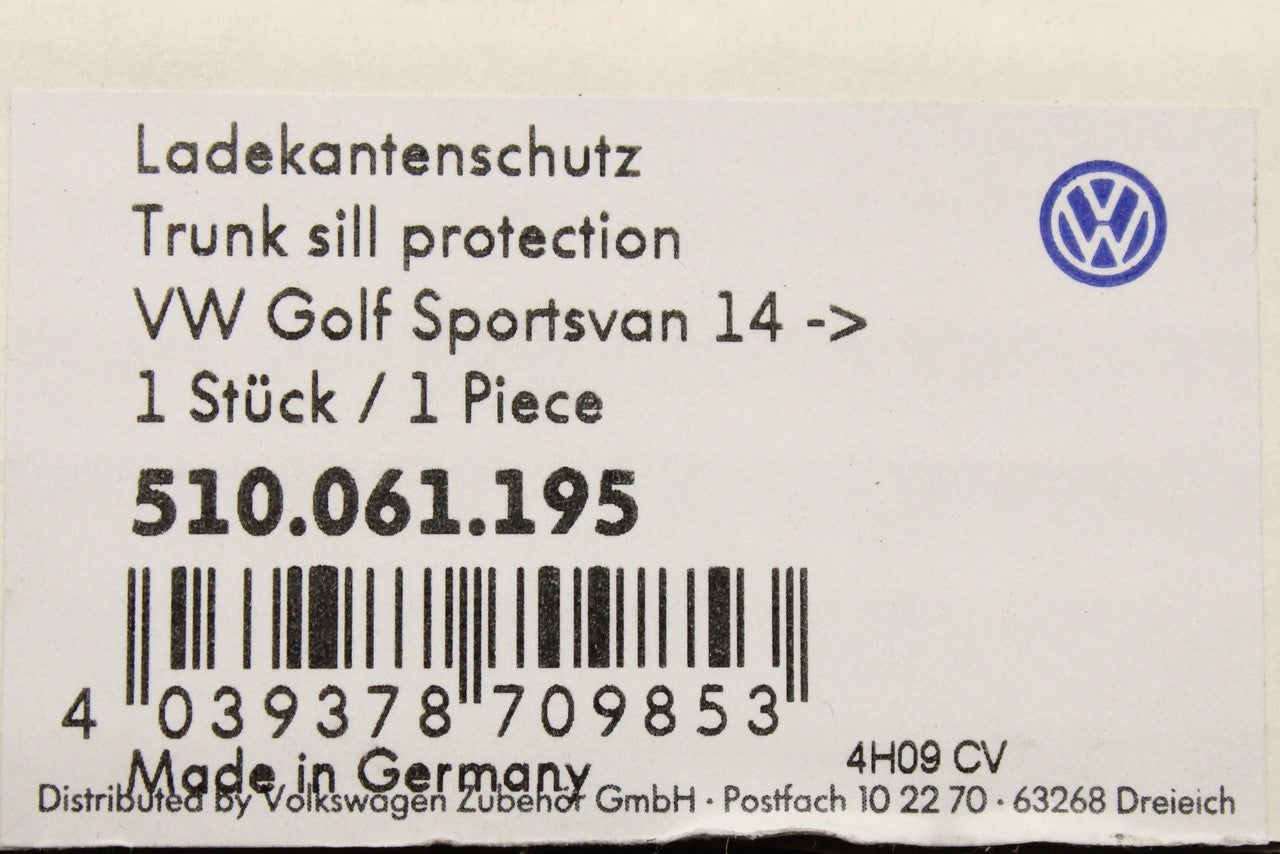 Ladekantenschutz
Trunk sill protection
VW Golf Sportsvan 14 ->
1 Stück / 1 Piece
510.061.195
4 039378 709853
Made in Germany
4H09 CV
Distributed by Volkswagen Zubehör GmbH · Postfach 10 22 70 · 63268 Dreieich